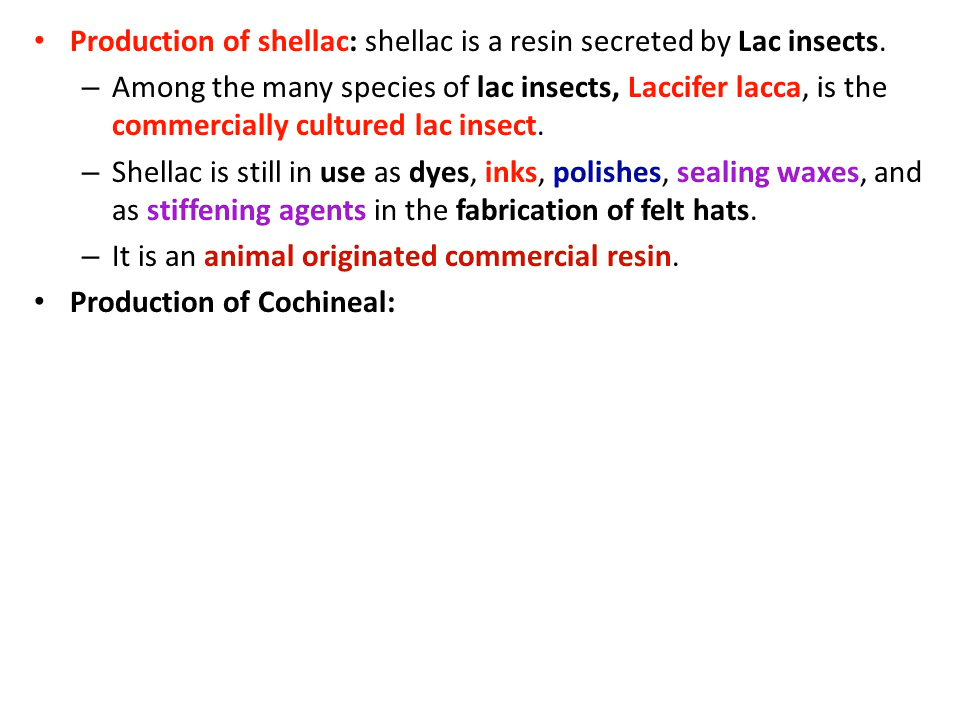 • Production of shellac: shellac is a resin secreted by Lac insects.
– Among the many species of lac insects, Laccifer lacca, is the
commercially cultured lac insect.
– Shellac is still in use as dyes, inks, polishes, sealing waxes, and
as stiffening agents in the fabrication of felt hats.
– It is an animal originated commercial resin.
• Production of Cochineal: